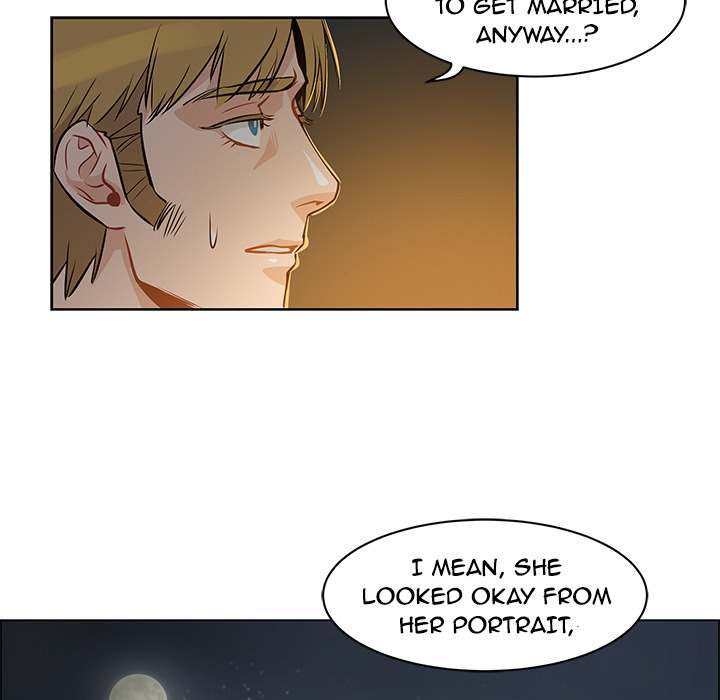 TO GET MARRIED,
ANYWAY...?
I MEAN, SHE
LOOKED OKAY FROM
HER PORTRAIT,